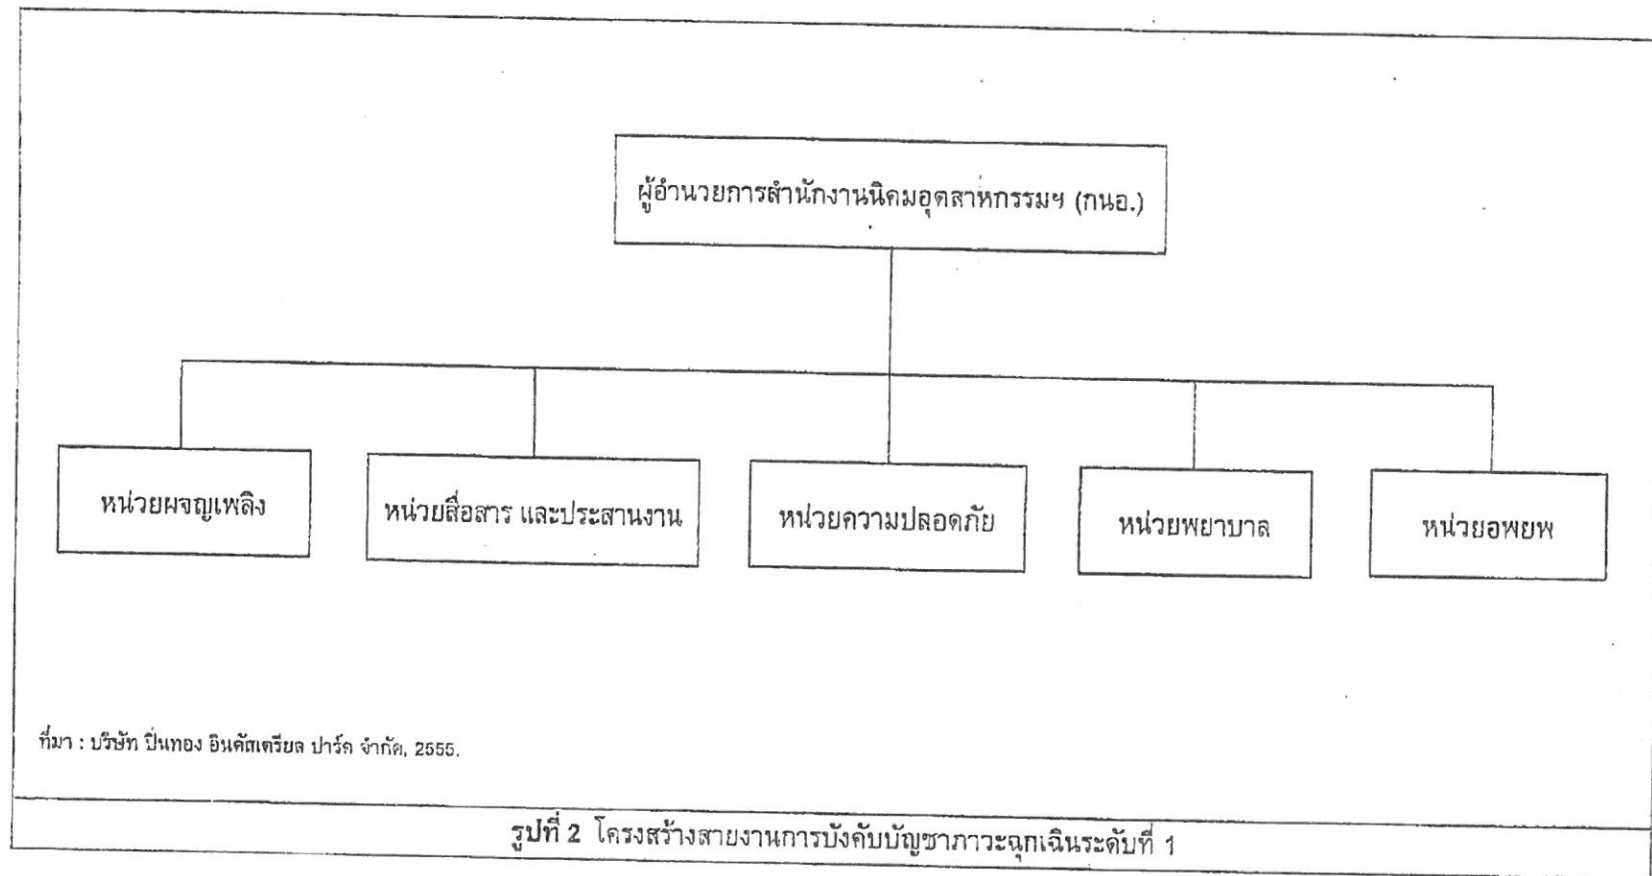 ผู้อำนวยการสำนักงานนิคมอุตสาหกรรมฯ (กนอ.)
หน่วยผจญเพลิง
หน่วยสื่อสาร และประสานงาน
หน่วยความปลอดภัย
หน่วยพยาบาล
หน่วยอพยพ
ที่มา : บริษัท ปิ่นทอง อินดัสเตรียล ปาร์ค จำกัด, 2555.
รูปที่ 2 โครงสร้างสายงานการบังคับบัญชาภาวะฉุกเฉินระดับที่ 1